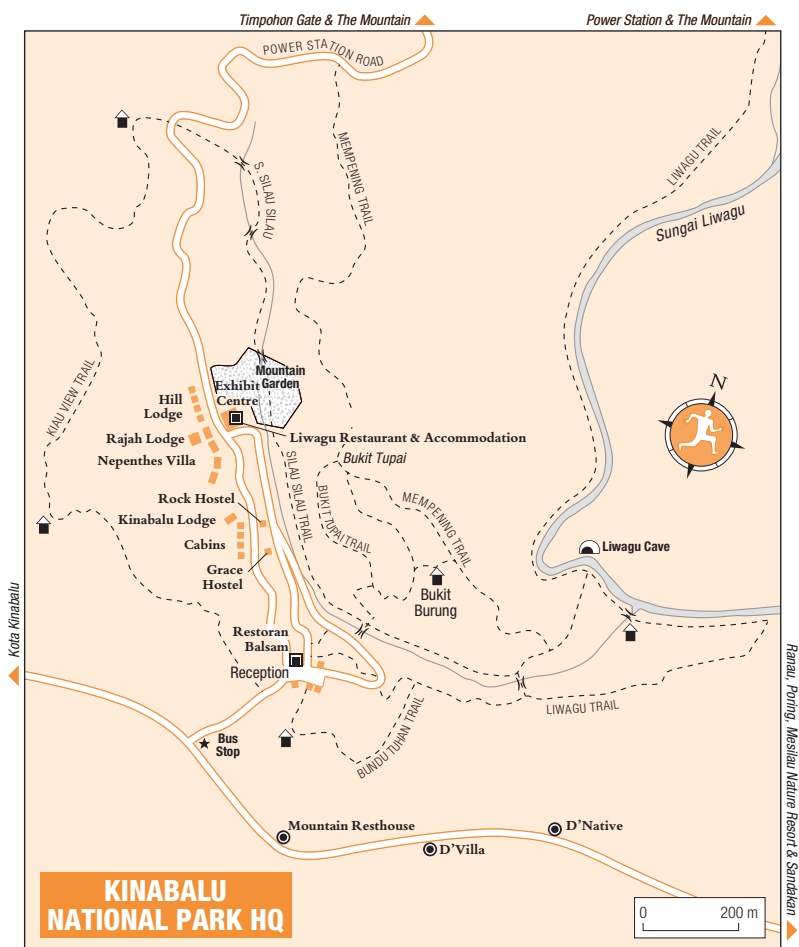 Timpohon Gate & The Mountain
Power Station & The Mountain
POWER STATION ROAD
MEMPENING TRAIL
S. SILAU SILAU
LIWAGU TRAIL
Sungai Liwagu
KIAU VIEW TRAIL
Mountain
Garden
Exhibit
Centre
Hill
Lodge
Rajah Lodge
Nepenthes Villa
Liwagu Restaurant & Accommodation
Bukit Tupai
N
SILAU SILAU TRAIL
BUKIT TUPAI TRAIL
MEMPENING TRAIL
Rock Hostel
Kinabalu Lodge
Cabins
Grace
Hostel
Liwagu Cave
Bukit
Burung
Restoran
Balsam
Reception
Kota Kinabalu
LIWAGU TRAIL
BUNDU TUHAN TRAIL
Bus
Stop
Ranau, Poring, Mesilau Nature Resort & Sandakan
Mountain Resthouse
D'Villa
D'Native
KINABALU
NATIONAL PARK HQ
0 200 m